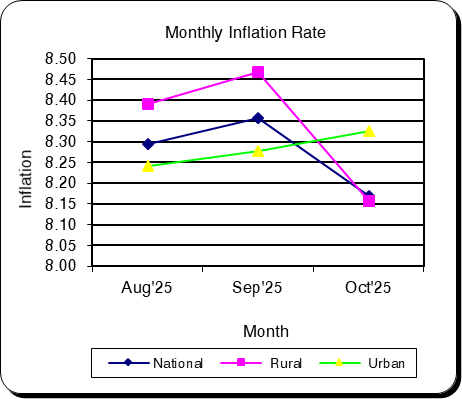 Monthly Inflation Rate
8.50
8.45
8.40
8.35
8.30
8.25
8.20
8.15
8.10
8.05
8.00
Inflation
Aug'25 Sep'25 Oct'25
Month
National Rural Urban